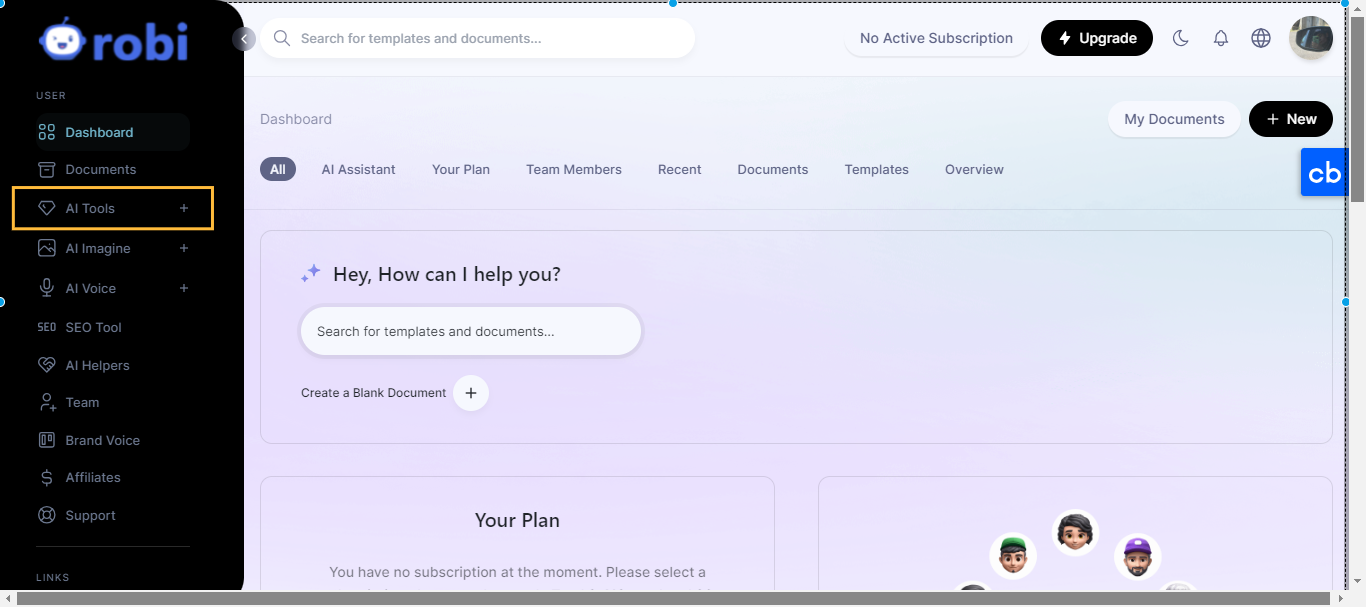 robi
Search for templates and documents...
No Active Subscription
Upgrade
USER
Dashboard
Documents
AI Tools +
AI Imagine +
AI Voice +
SEO SEO Tool
AI Helpers
Team
Brand Voice
Affiliates
Support
LINKS
Dashboard
My Documents
+ New
All AI Assistant Your Plan Team Members Recent Documents Templates Overview
cb
Hey, How can I help you?
Search for templates and documents...
Create a Blank Document +
Your Plan
You have no subscription at the moment. Please select a